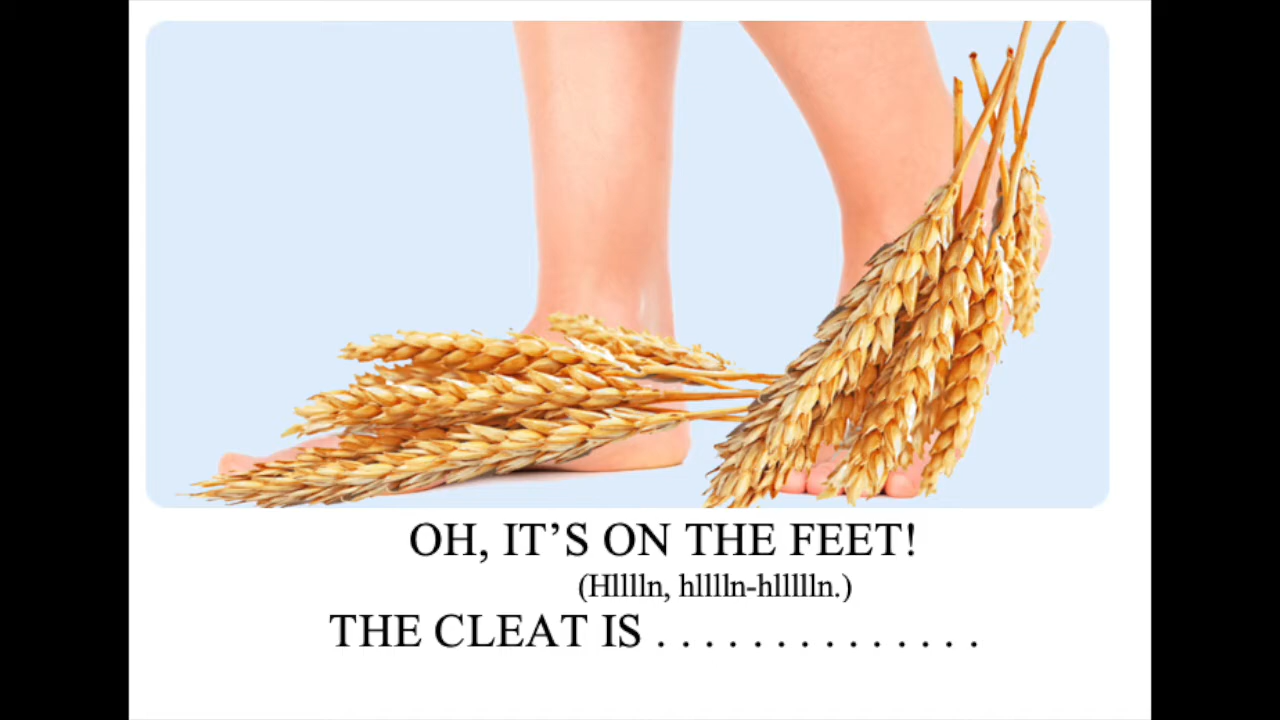 OH, IT’S ON THE FEET!
(Hlllln, hlllln-hllllln.)
THE CLEAT IS . . . . . . . . . . . . . .